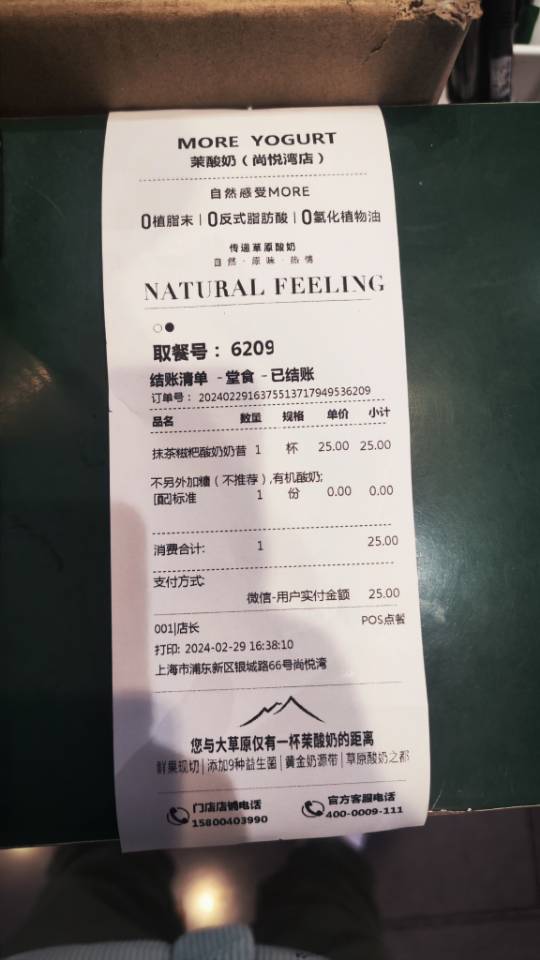 MORE YOGURT
茉酸奶（尚悦湾店）
自然感受MORE
0植脂末｜0反式脂肪酸｜0氢化植物油
传递草原酸奶
自然·原味·热情
NATURAL FEELING
取餐号： 6209
结账清单 -堂食 -已结账
订单号： 2024022916375513717949536209
品名 数量 规格 单价 小计
抹茶糍粑酸奶奶昔 1 杯 25.00 25.00
不另外加糖（不推荐）,有机酸奶;
[配]标准 1 份 0.00 0.00
消费合计: 1 25.00
支付方式:
微信-用户实付金额 25.00
001|店长 POS点餐
打印: 2024-02-29 16:38:10
上海市浦东新区银城路66号尚悦湾
您与大草原仅有一杯茉酸奶的距离
鲜果现切｜添加9种益生菌｜黄金奶源带｜草原酸奶之都
门店店铺电话 官方客服电话
15800403990 400-0009-111